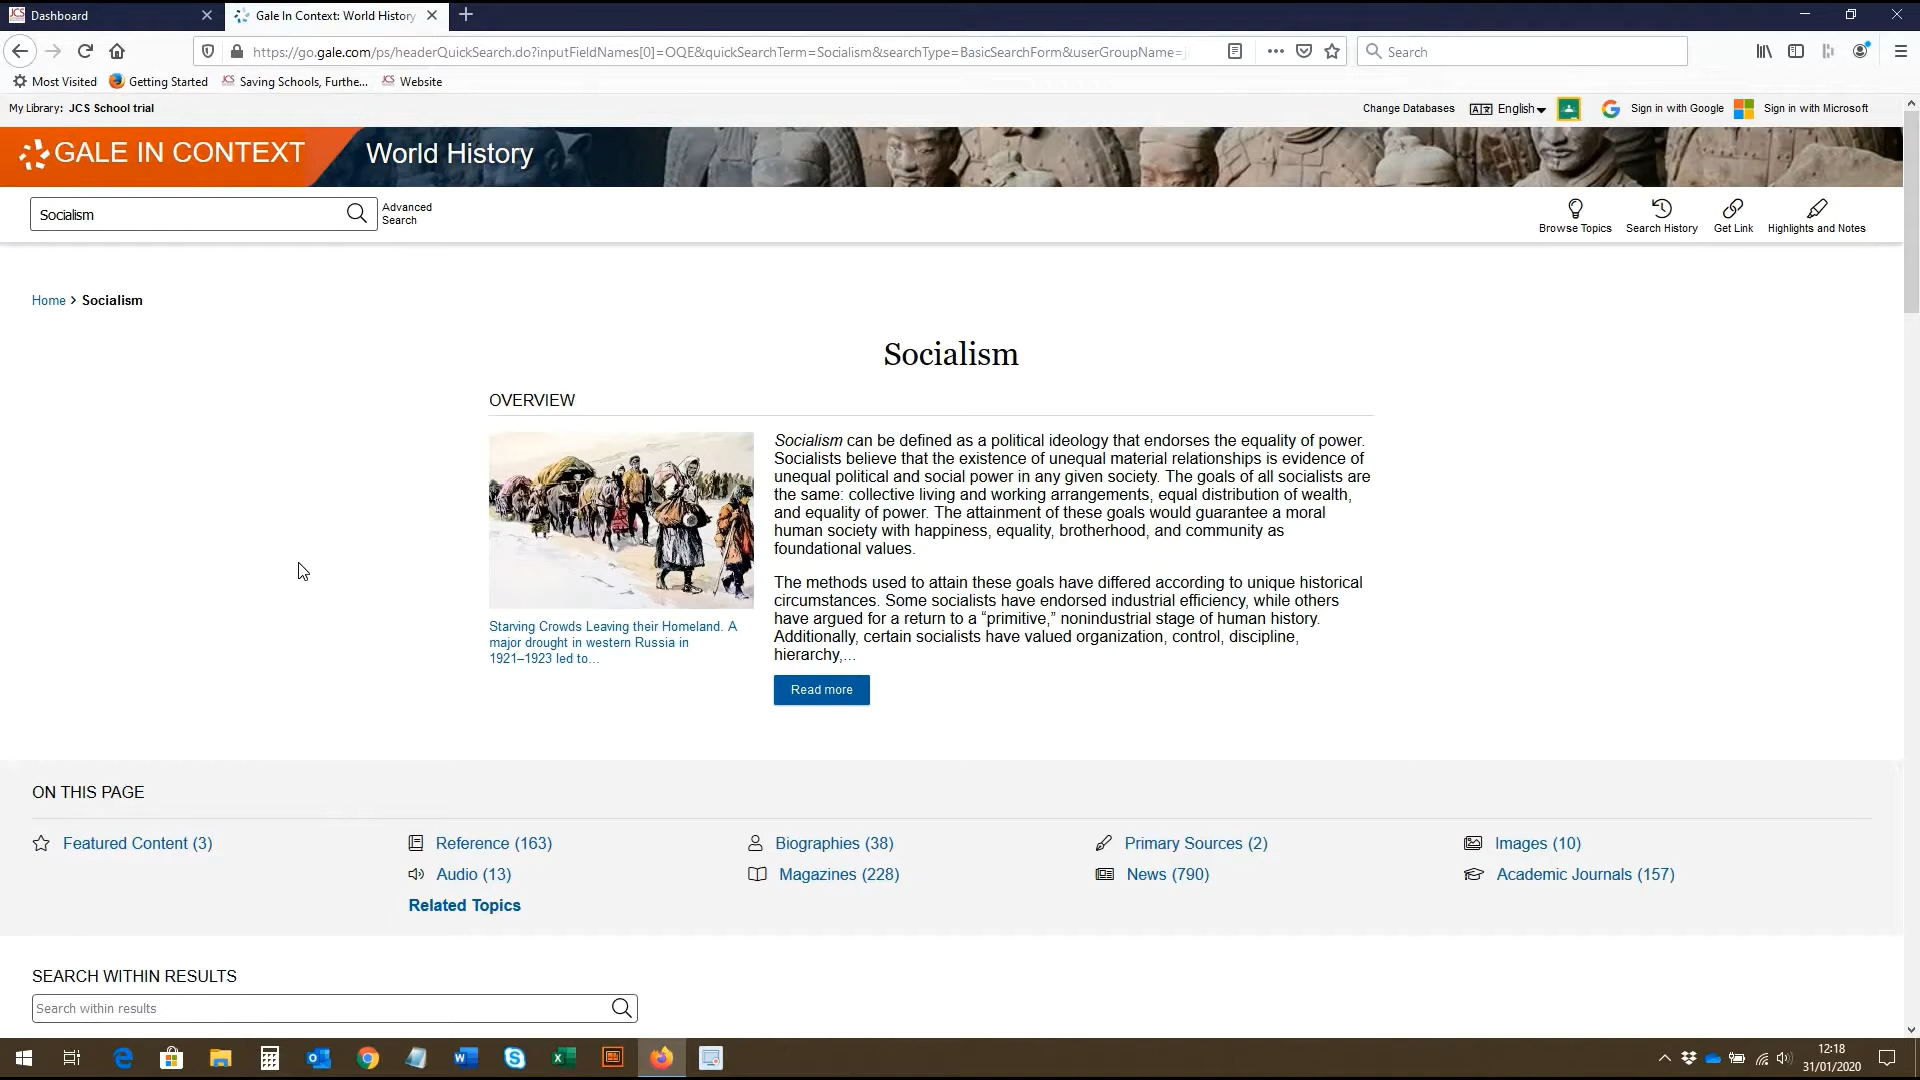 Dashboard
Gale In Context: World History
https://go.gale.com/ps/headerQuickSearch.do?inputFieldNames[0]=OQE&quickSearchTerm=Socialism&searchType=BasicSearchForm&userGroupName=
Search
Most Visited
Getting Started
Saving Schools, Furthe...
Website
My Library: JCS School trial
Change Databases
English
Sign in with Google
Sign in with Microsoft
GALE IN CONTEXT
World History
Socialism
Advanced
Search
Browse Topics
Search History
Get Link
Highlights and Notes
Home > Socialism
Socialism
OVERVIEW
Socialism can be defined as a political ideology that endorses the equality of power.
Socialists believe that the existence of unequal material relationships is evidence of
unequal political and social power in any given society. The goals of all socialists are
the same: collective living and working arrangements, equal distribution of wealth,
and equality of power. The attainment of these goals would guarantee a moral
human society with happiness, equality, brotherhood, and community as
foundational values.
The methods used to attain these goals have differed according to unique historical
circumstances. Some socialists have endorsed industrial efficiency, while others
have argued for a return to a “primitive,” nonindustrial stage of human history.
Additionally, certain socialists have valued organization, control, discipline,
hierarchy,...
Starving Crowds Leaving their Homeland. A
major drought in western Russia in
1921–1923 led to...
Read more
ON THIS PAGE
Featured Content (3)
Reference (163)
Biographies (38)
Primary Sources (2)
Images (10)
Audio (13)
Magazines (228)
News (790)
Academic Journals (157)
Related Topics
SEARCH WITHIN RESULTS
Search within results
12:18
31/01/2020